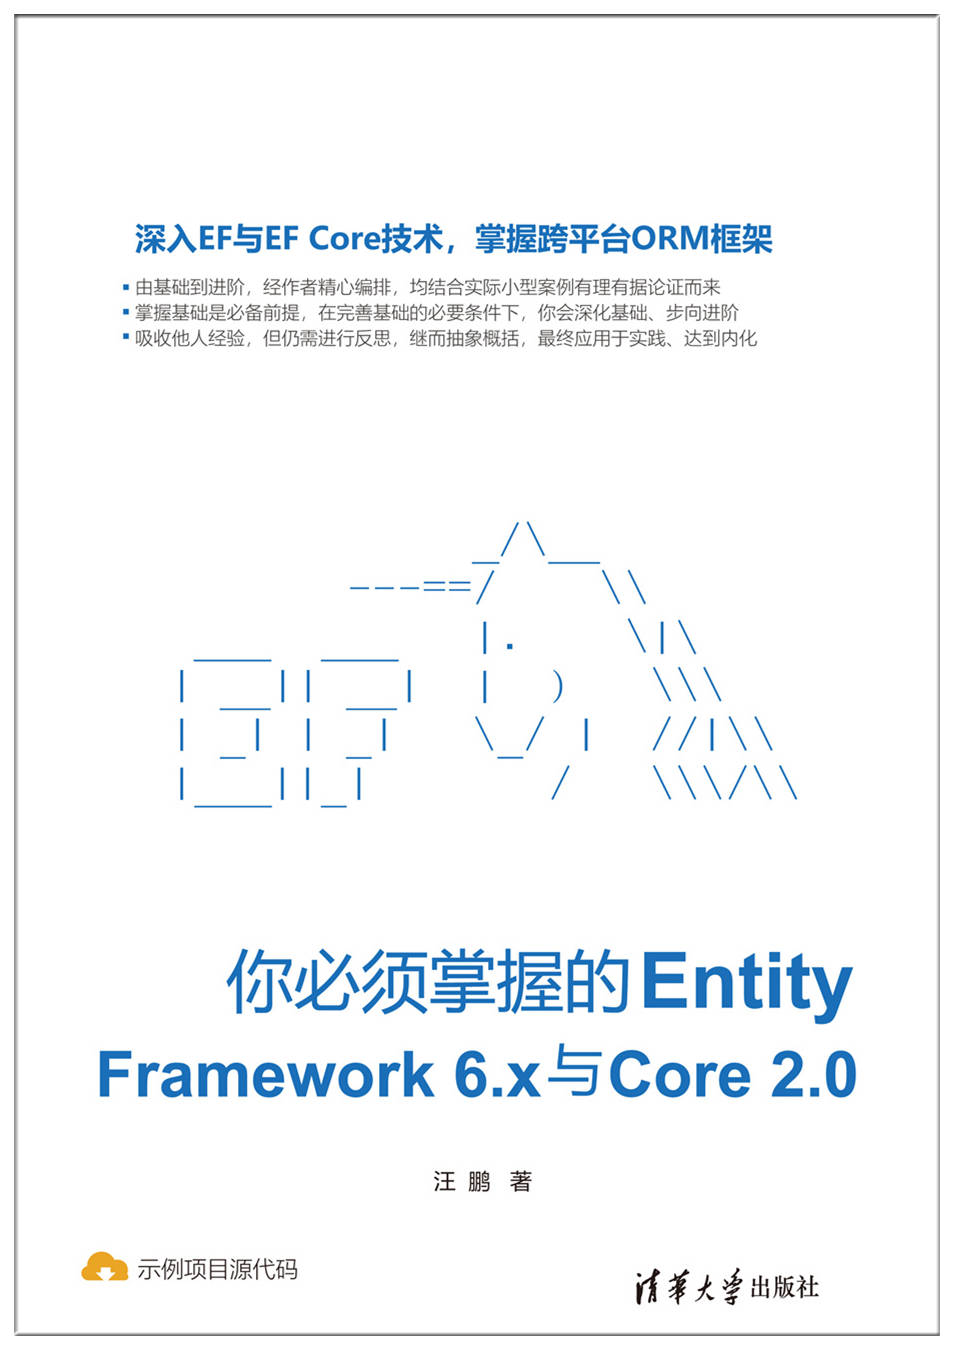 深入EF与EF Core技术，掌握跨平台ORM框架
▪ 由基础到进阶，经作者精心编排，均结合实际小型案例有理有据论证而来
▪ 掌握基础是必备前提，在完善基础的必要条件下，你会深化基础、步向进阶
▪ 吸收他人经验，但仍需进行反思，继而抽象概括，最终应用于实践、达到内化
EF
你必须掌握的Entity
Framework 6.x与Core 2.0
汪 鹏 著
示例项目源代码
清华大学出版社